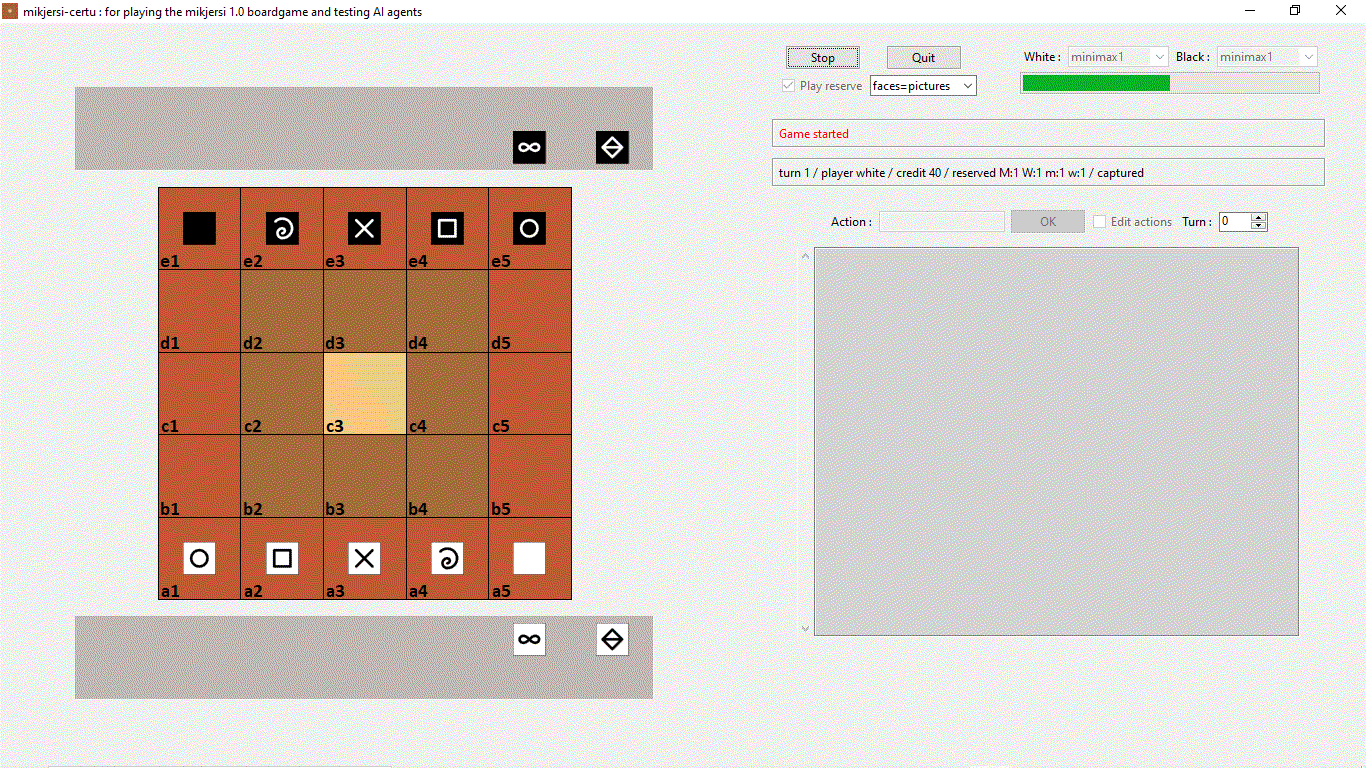 mikjersi-certu : for playing the mikjersi 1.0 boardgame and testing AI agents
Stop Quit White : minimax1 Black : minimax1
Play reserve faces=pictures
Game started
turn 1 / player white / credit 40 / reserved M:1 W:1 m:1 w:1 / captured
Action : OK Edit actions Turn : 0
e1 e2 e3 e4 e5
d1 d2 d3 d4 d5
c1 c2 c3 c4 c5
b1 b2 b3 b4 b5
a1 a2 a3 a4 a5